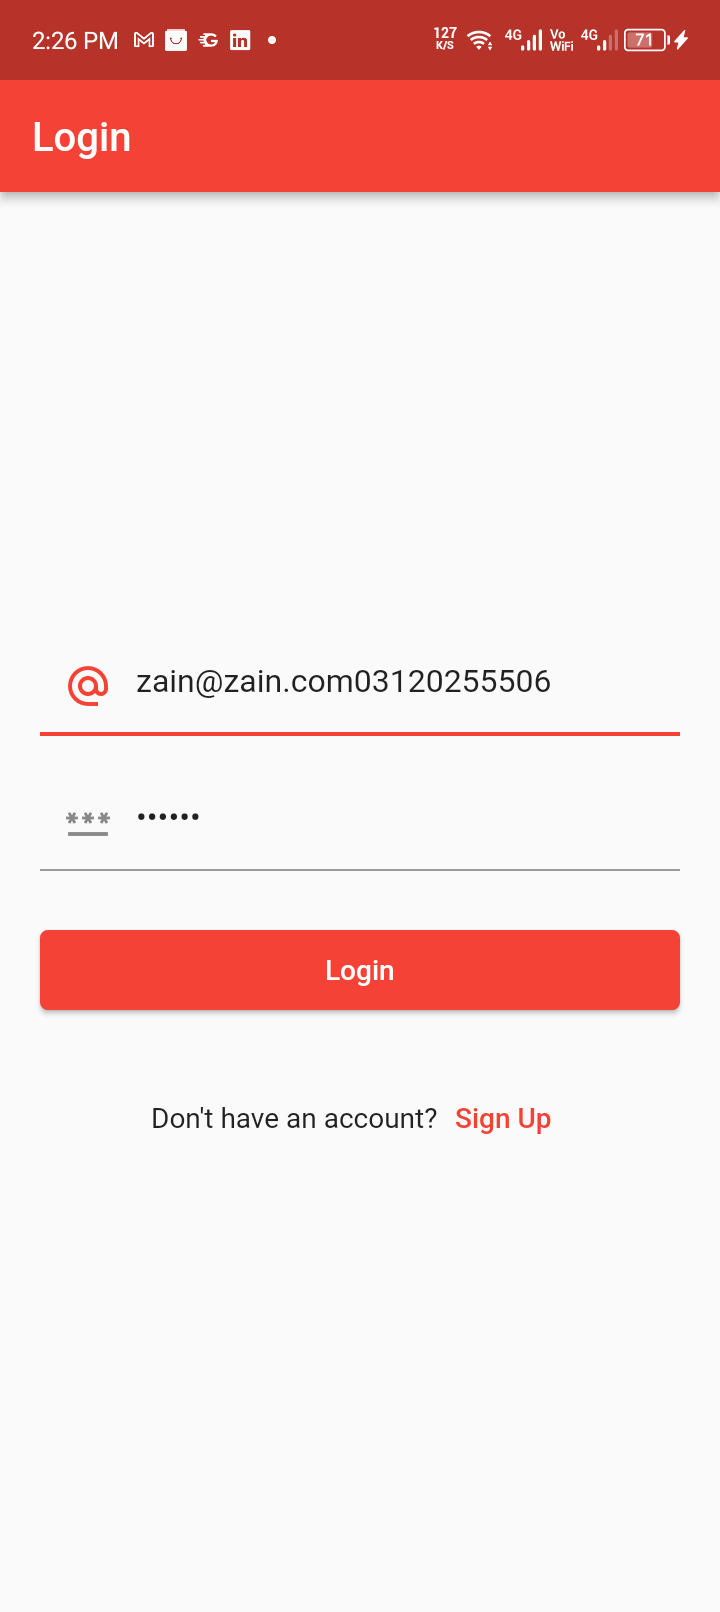 2:26 PM
127 K/S 4G Vo WiFi 4G 71
Login
zain@zain.com03120255506
***
••••••
Login
Don't have an account? Sign Up